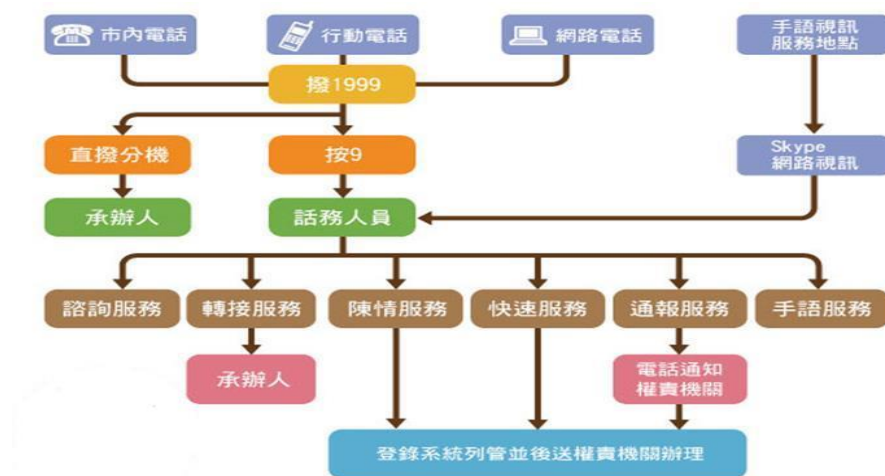 市內電話
行動電話
網路電話
手語視訊
服務地點
撥1999
直撥分機
按9
Skype
網路視訊
承辦人
話務人員
諮詢服務
轉接服務
陳情服務
快速服務
通報服務
手語服務
承辦人
電話通知
權責機關
登錄系統列管並後送權責機關辦理